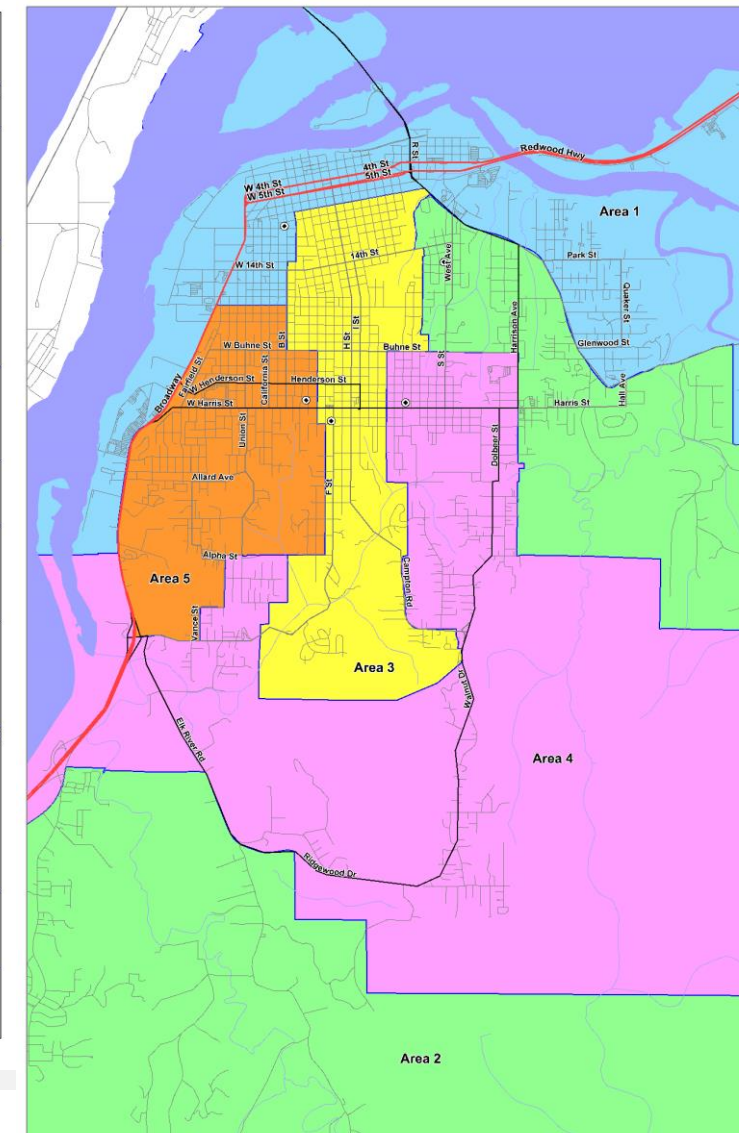 R St
Redwood Hwy
4th St
5th St
W 4th St
W 5th St
Area 1
West Ave
14th St
Park St
W 14th St
Quaker St
Harrison Ave
I St
H St
B St
Glenwood St
W Buhne St
Buhne St
S St
Fairfield St
California St
Henderson St
W Henderson St
Hall Ave
Broadway
W Harris St
Harris St
Union St
Dolbeer St
Allard Ave
F St
Alpha St
Campton Rd
Area 5
Vance St
Area 3
Walnut Dr
Elk River Rd
Area 4
Ridgewood Dr
Area 2